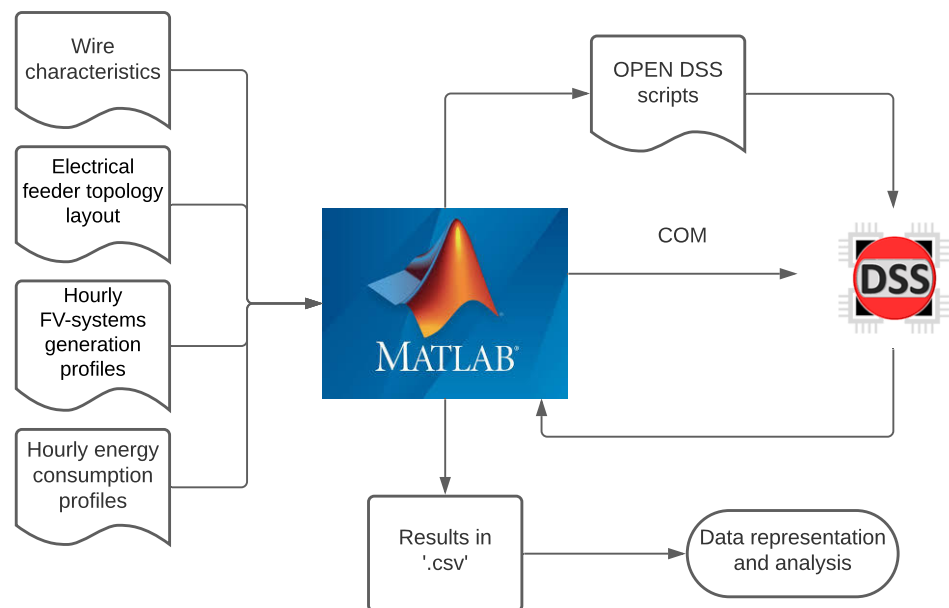 Wire
characteristics
Electrical
feeder topology
layout
Hourly
FV-systems
generation
profiles
Hourly energy
consumption
profiles
MATLAB®
OPEN DSS
scripts
COM
DSS
Results in
'.csv'
Data representation
and analysis